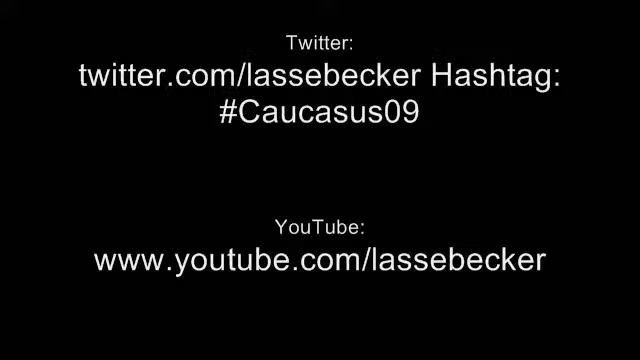 Twitter:
twitter.com/lassebecker Hashtag:
#Caucasus09
YouTube:
www.youtube.com/lassebecker